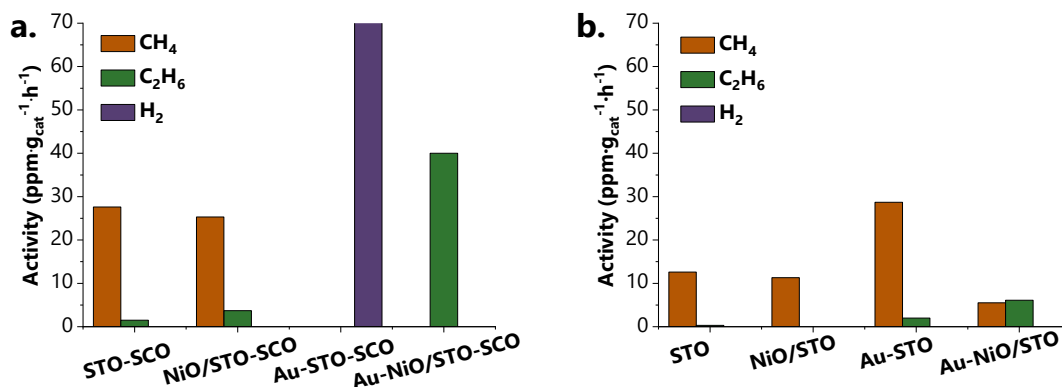 a.
CH₄
C₂H₆
H₂
Activity (ppm·g_cat⁻¹·h⁻¹)
70
60
50
40
30
20
10
0
STO-SCO
NiO/STO-SCO
Au-STO-SCO
Au-NiO/STO-SCO
b.
CH₄
C₂H₆
H₂
Activity (ppm·g_cat⁻¹·h⁻¹)
70
60
50
40
30
20
10
0
STO
NiO/STO
Au-STO
Au-NiO/STO